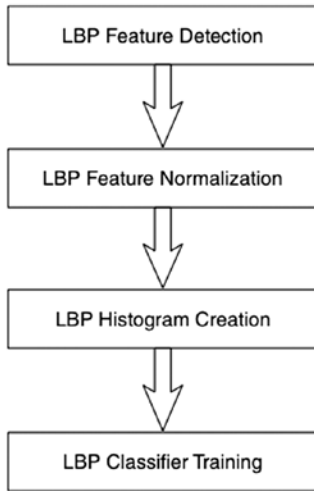 LBP Feature Detection
LBP Feature Normalization
LBP Histogram Creation
LBP Classifier Training